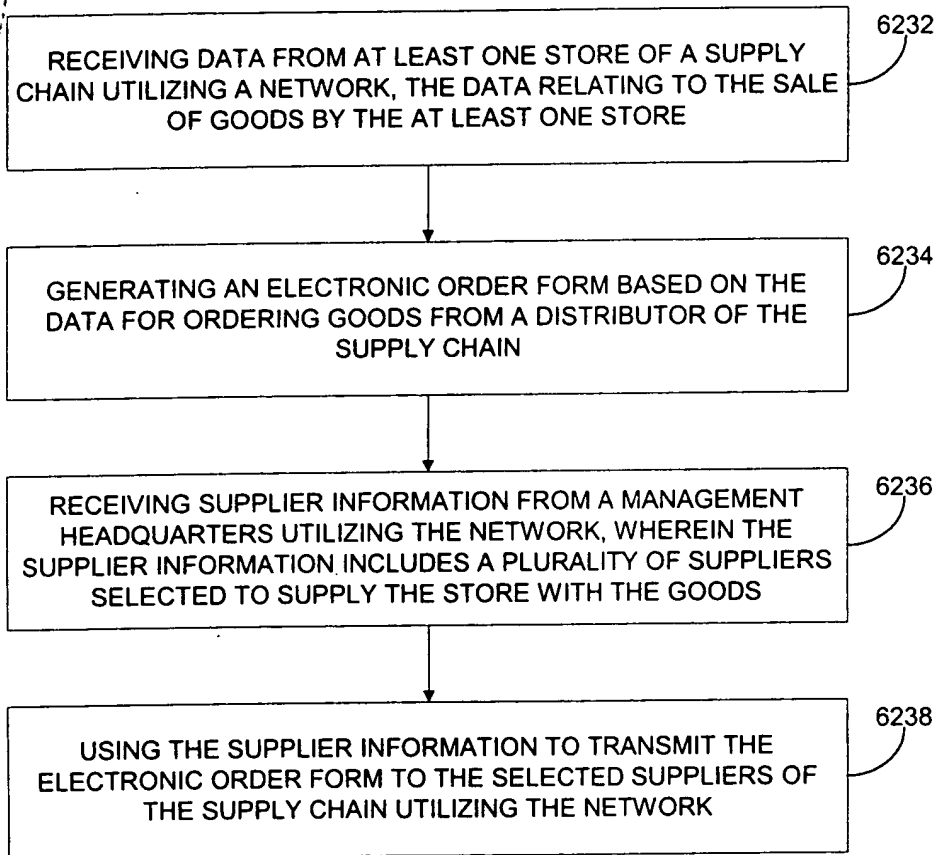 6232
RECEIVING DATA FROM AT LEAST ONE STORE OF A SUPPLY
CHAIN UTILIZING A NETWORK, THE DATA RELATING TO THE SALE
OF GOODS BY THE AT LEAST ONE STORE
6234
GENERATING AN ELECTRONIC ORDER FORM BASED ON THE
DATA FOR ORDERING GOODS FROM A DISTRIBUTOR OF THE
SUPPLY CHAIN
6236
RECEIVING SUPPLIER INFORMATION FROM A MANAGEMENT
HEADQUARTERS UTILIZING THE NETWORK, WHEREIN THE
SUPPLIER INFORMATION INCLUDES A PLURALITY OF SUPPLIERS
SELECTED TO SUPPLY THE STORE WITH THE GOODS
6238
USING THE SUPPLIER INFORMATION TO TRANSMIT THE
ELECTRONIC ORDER FORM TO THE SELECTED SUPPLIERS OF
THE SUPPLY CHAIN UTILIZING THE NETWORK